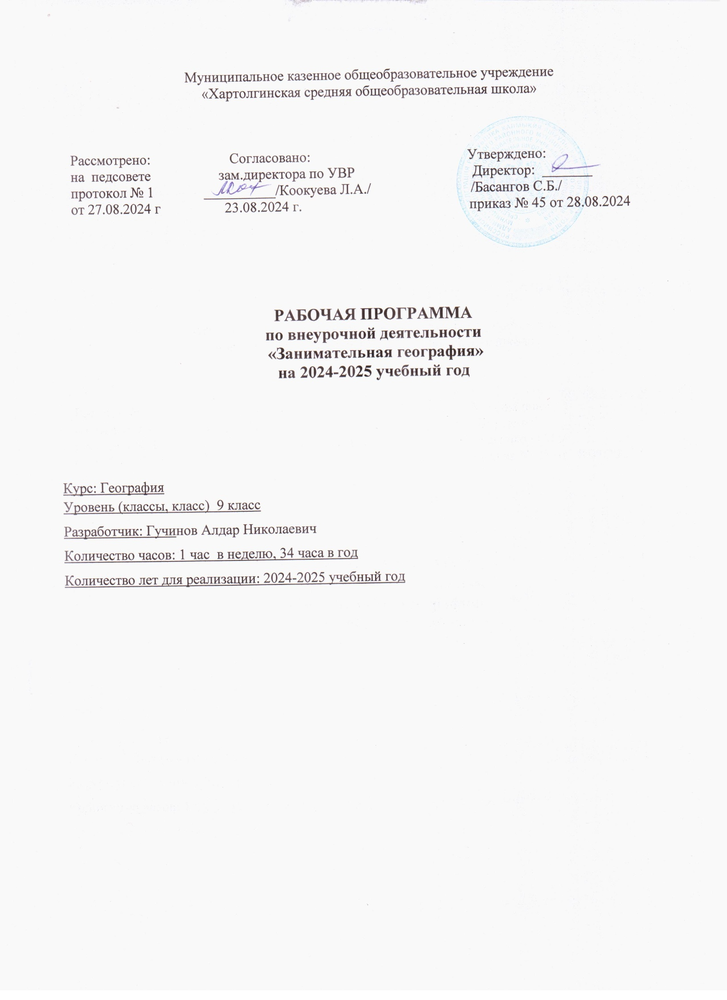 Муниципальное казенное общеобразовательное учреждение
«Хартолгинская средняя общеобразовательная школа»
Рассмотрено:
на педсовете
протокол № 1
от 27.08.2024 г
Согласовано:
зам.директора по УВР
___________/Коокуева Л.А./
23.08.2024 г.
Утверждено:
Директор: ________
/Басангов С.Б./
приказ № 45 от 28.08.2024
РАБОЧАЯ ПРОГРАММА
по внеурочной деятельности
«Занимательная география»
на 2024-2025 учебный год
Курс: География
Уровень (классы, класс) 9 класс
Разработчик: Гучинов Алдар Николаевич
Количество часов: 1 час в неделю, 34 часа в год
Количество лет для реализации: 2024-2025 учебный год